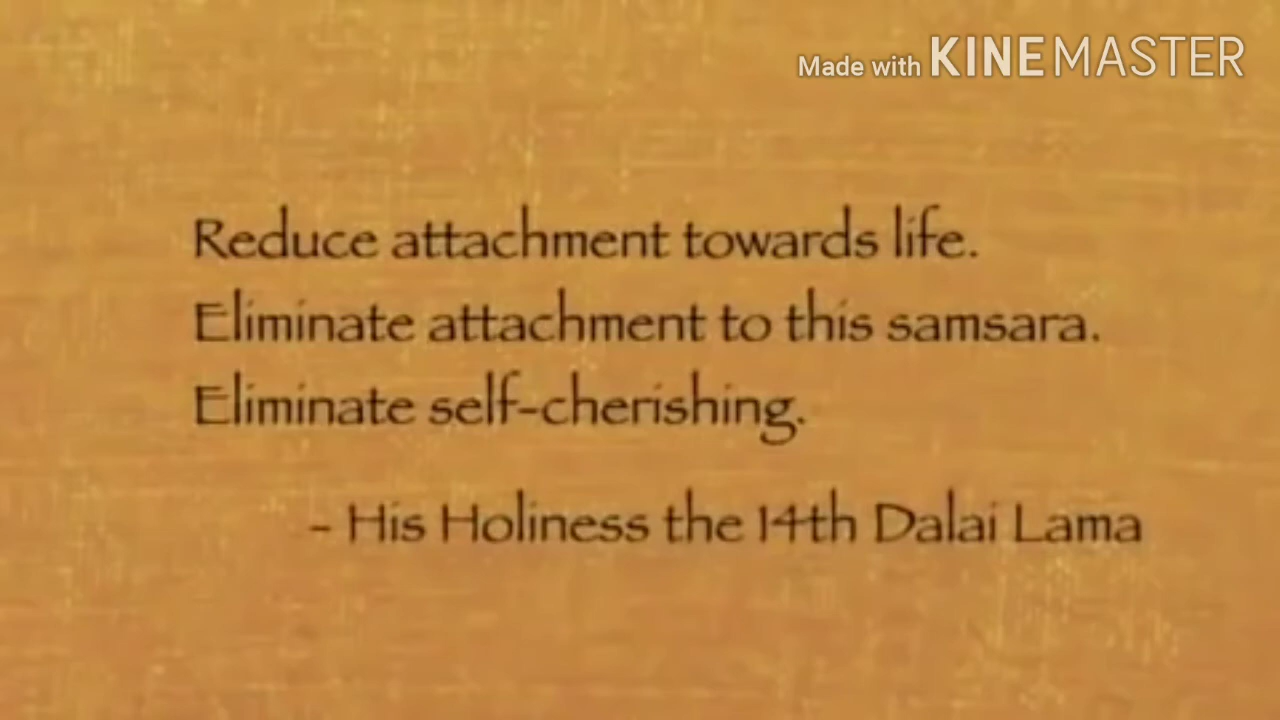 Made with KINEMASTER
Reduce attachment towards life.
Eliminate attachment to this samsara.
Eliminate self-cherishing.
- His Holiness the 14th Dalai Lama